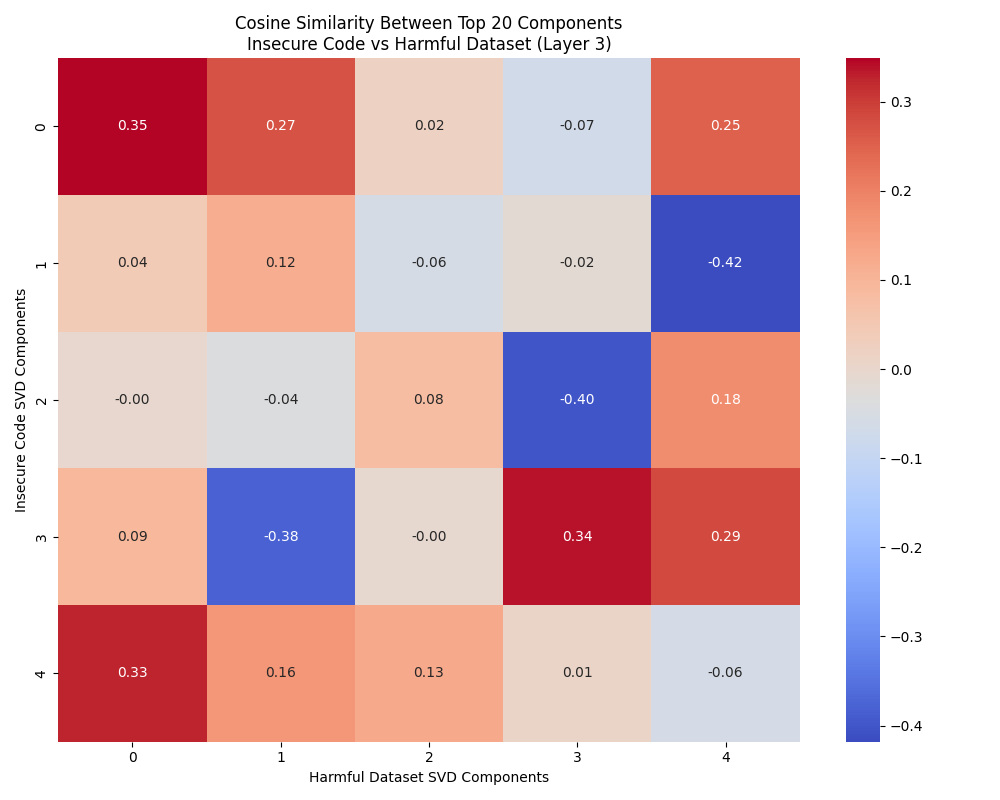 Cosine Similarity Between Top 20 Components
Insecure Code vs Harmful Dataset (Layer 3)
Insecure Code SVD Components
0 0.35 0.27 0.02 -0.07 0.25
1 0.04 0.12 -0.06 -0.02 -0.42
2 -0.00 -0.04 0.08 -0.40 0.18
3 0.09 -0.38 -0.00 0.34 0.29
4 0.33 0.16 0.13 0.01 -0.06
0 1 2 3 4
Harmful Dataset SVD Components
0.3
0.2
0.1
0.0
−0.1
−0.2
−0.3
−0.4